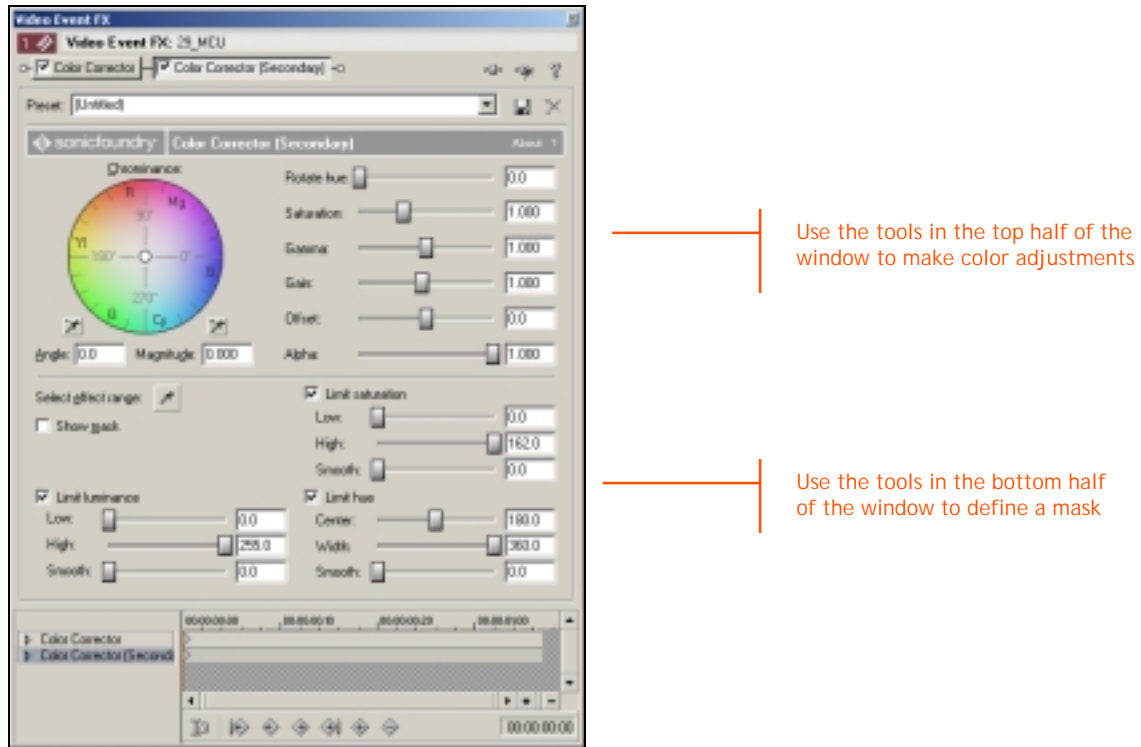 Video Event FX
Video Event FX: 29_MCU
Color Corrector Color Corrector (Secondary)
Preset: (Untitled)
sonicfoundry Color Corrector (Secondary) About ?
Chrominance:
Rotate hue: 0.0
Saturation: 1.000
Gamma: 1.000
Gain: 1.000
Offset: 0.0
Alpha: 1.000
R
Mg
90°
Yl
180°
0°
B
270°
G
Cy
Angle: 0.0 Magnitude: 0.000
Use the tools in the top half of the
window to make color adjustments
Select effect range:
Show mask
Limit saturation
Low: 0.0
High: 162.0
Smooth: 0.0
Limit luminance
Low: 0.0
High: 255.0
Smooth: 0.0
Limit hue
Center: 180.0
Width: 360.0
Smooth: 0.0
Use the tools in the bottom half
of the window to define a mask
00:00:00:00 ,00:00:00:10 ,00:00:00:20 ,00:00:01:00
Color Corrector
Color Corrector (Second
00:00:00:00